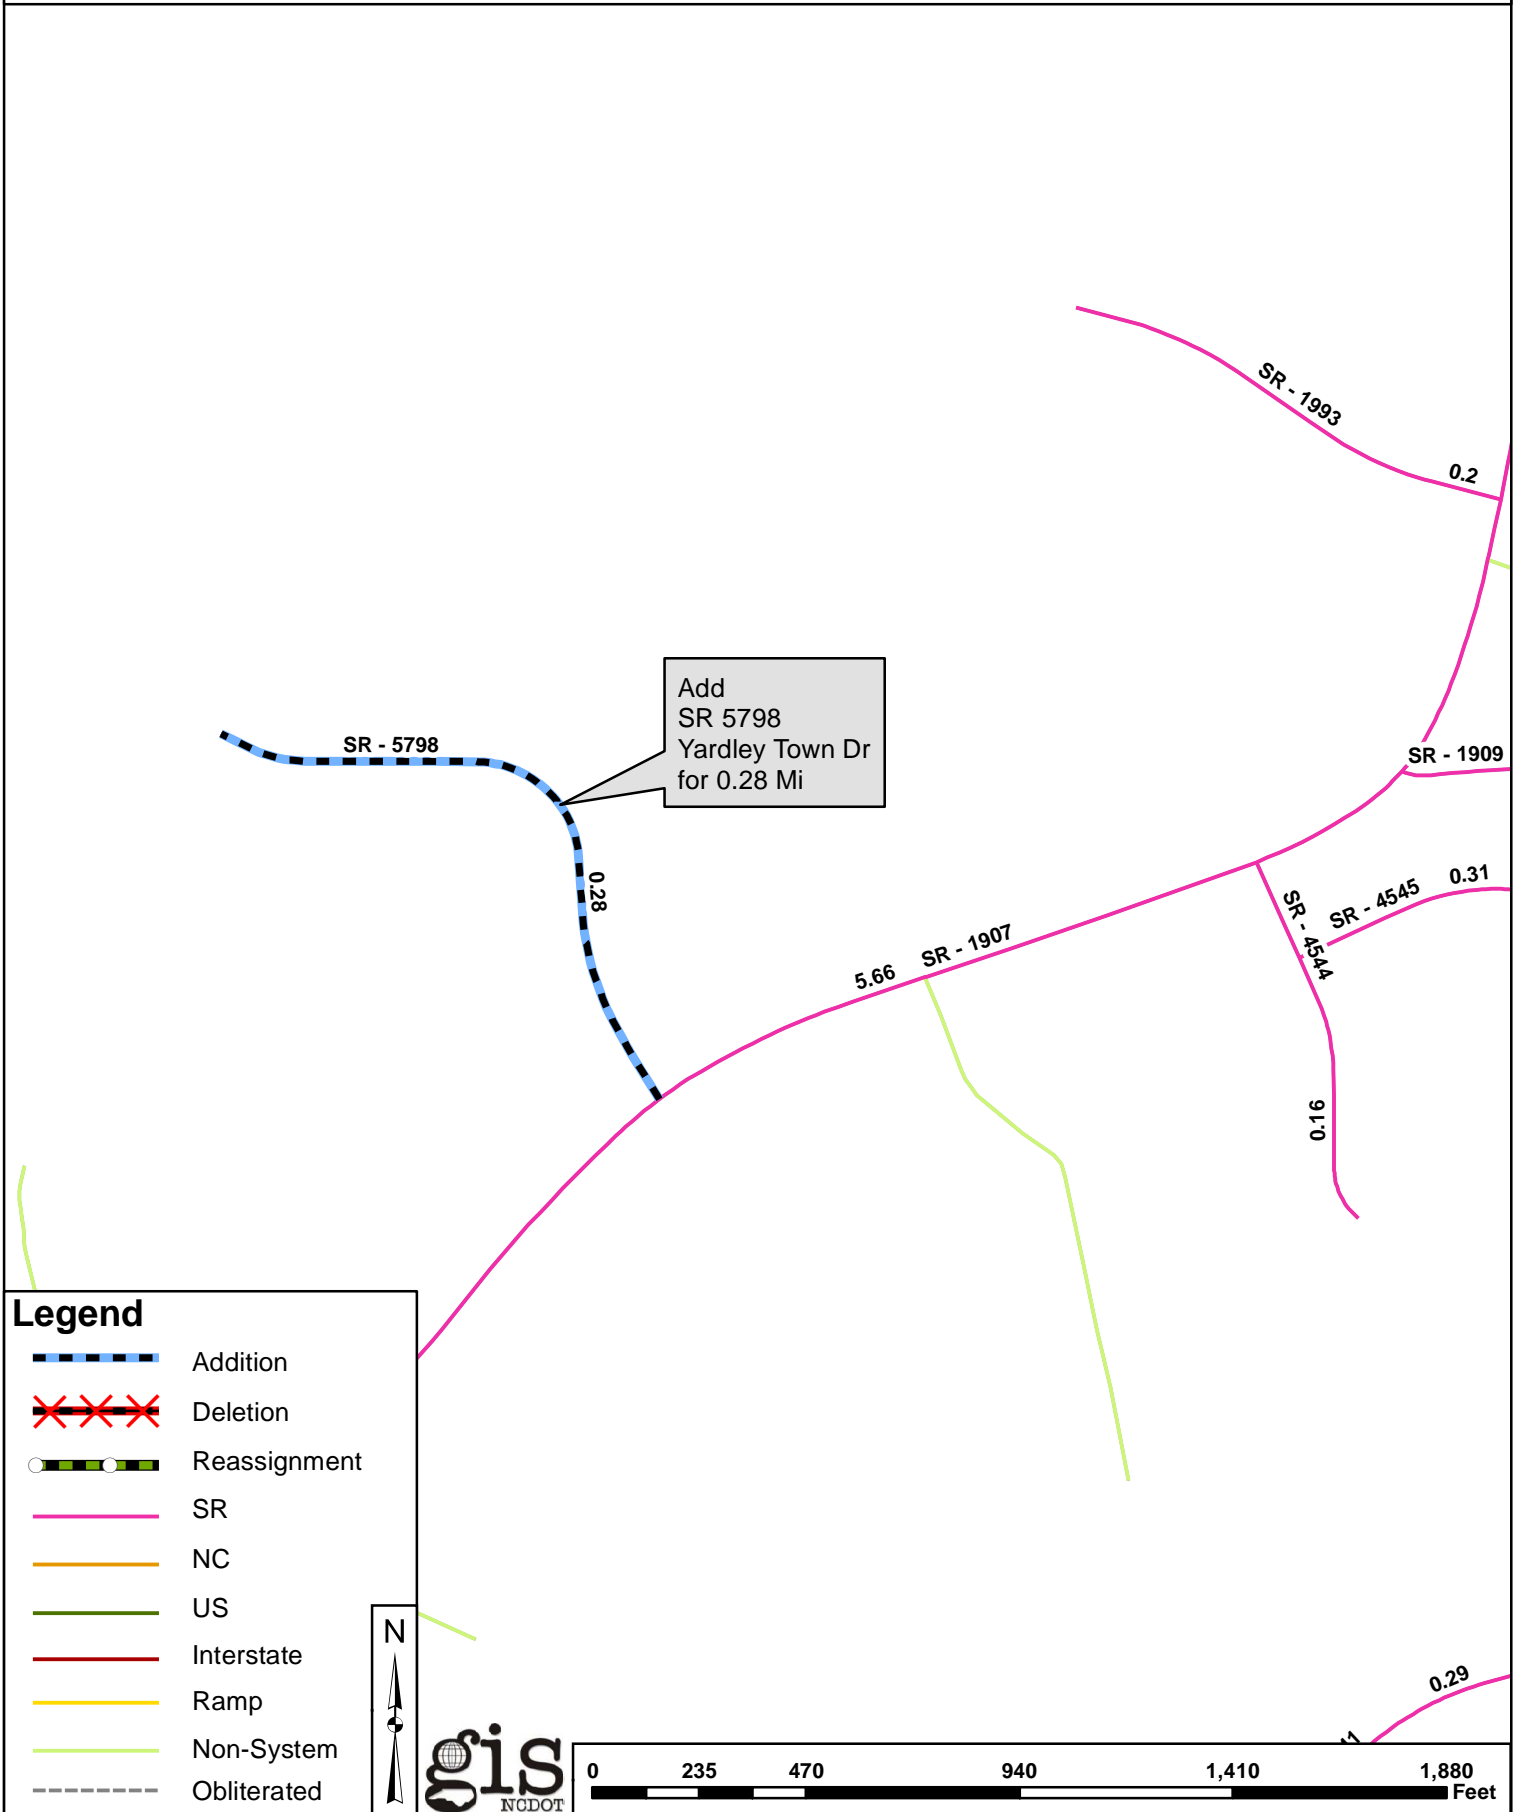 SR - 1993
0.2
Add
SR 5798
Yardley Town Dr
for 0.28 Mi
SR - 5798
SR - 1909
0.28
0.31
SR - 4545
SR - 4544
SR - 1907
5.66
0.16
Legend
Addition
Deletion
Reassignment
SR
NC
US
Interstate
Ramp
Non-System
Obliterated
N
gis
NCDOT
0.29
0 235 470 940 1,410 1,880
Feet